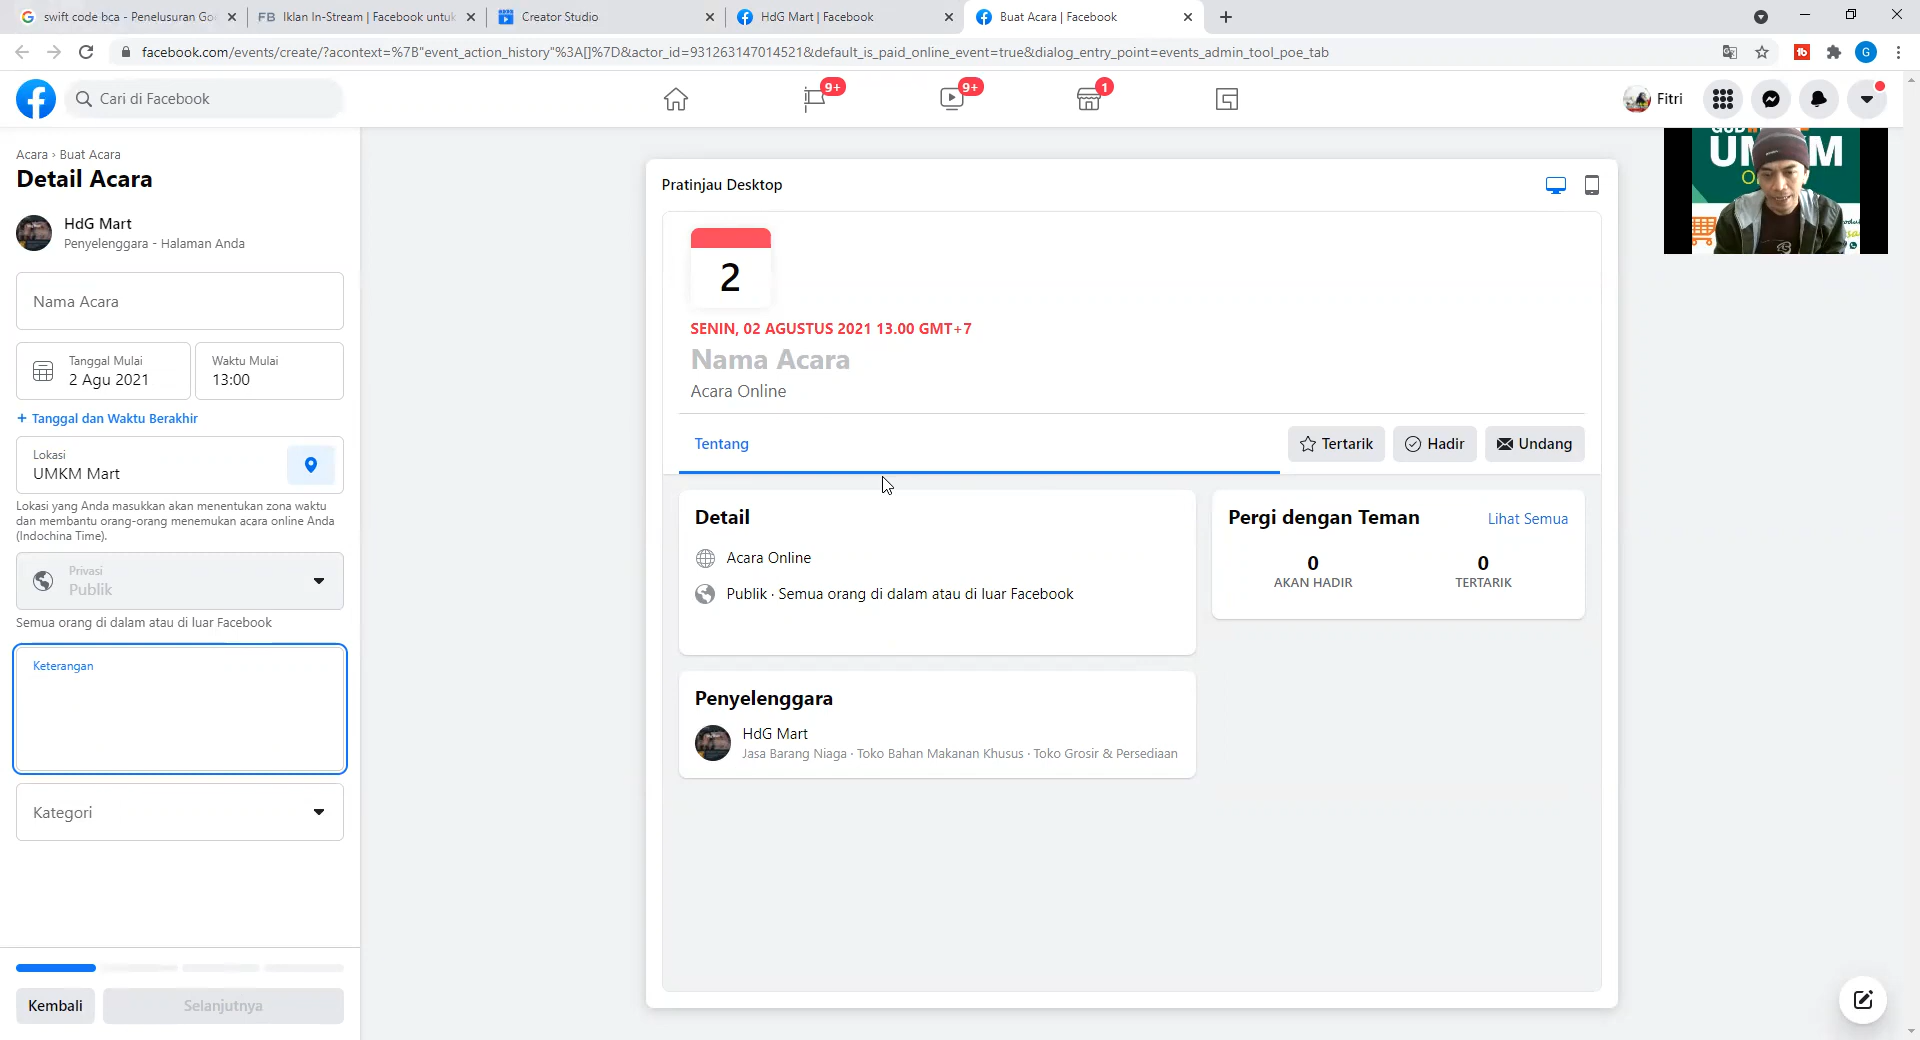 swift code bca - Penelusuran Go
FB Iklan In-Stream | Facebook untuk
Creator Studio
HdG Mart | Facebook
Buat Acara | Facebook
facebook.com/events/create/?acontext=%7B"event_action_history"%3A[]%7D&actor_id=931263147014521&default_is_paid_online_event=true&dialog_entry_point=events_admin_tool_poe_tab
G
Cari di Facebook
9+
9+
1
Fitri
Acara › Buat Acara
Detail Acara
HdG Mart
Penyelenggara - Halaman Anda
Nama Acara
Tanggal Mulai
2 Agu 2021
Waktu Mulai
13:00
+ Tanggal dan Waktu Berakhir
Lokasi
UMKM Mart
Lokasi yang Anda masukkan akan menentukan zona waktu
dan membantu orang-orang menemukan acara online Anda
(Indochina Time).
Privasi
Publik
Semua orang di dalam atau di luar Facebook
Keterangan
Kategori
Kembali
Selanjutnya
Pratinjau Desktop
2
SENIN, 02 AGUSTUS 2021 13.00 GMT+7
Nama Acara
Acara Online
Tentang
Tertarik
Hadir
Undang
Detail
Acara Online
Publik · Semua orang di dalam atau di luar Facebook
Pergi dengan Teman
Lihat Semua
0
AKAN HADIR
0
TERTARIK
Penyelenggara
HdG Mart
Jasa Barang Niaga · Toko Bahan Makanan Khusus · Toko Grosir & Persediaan